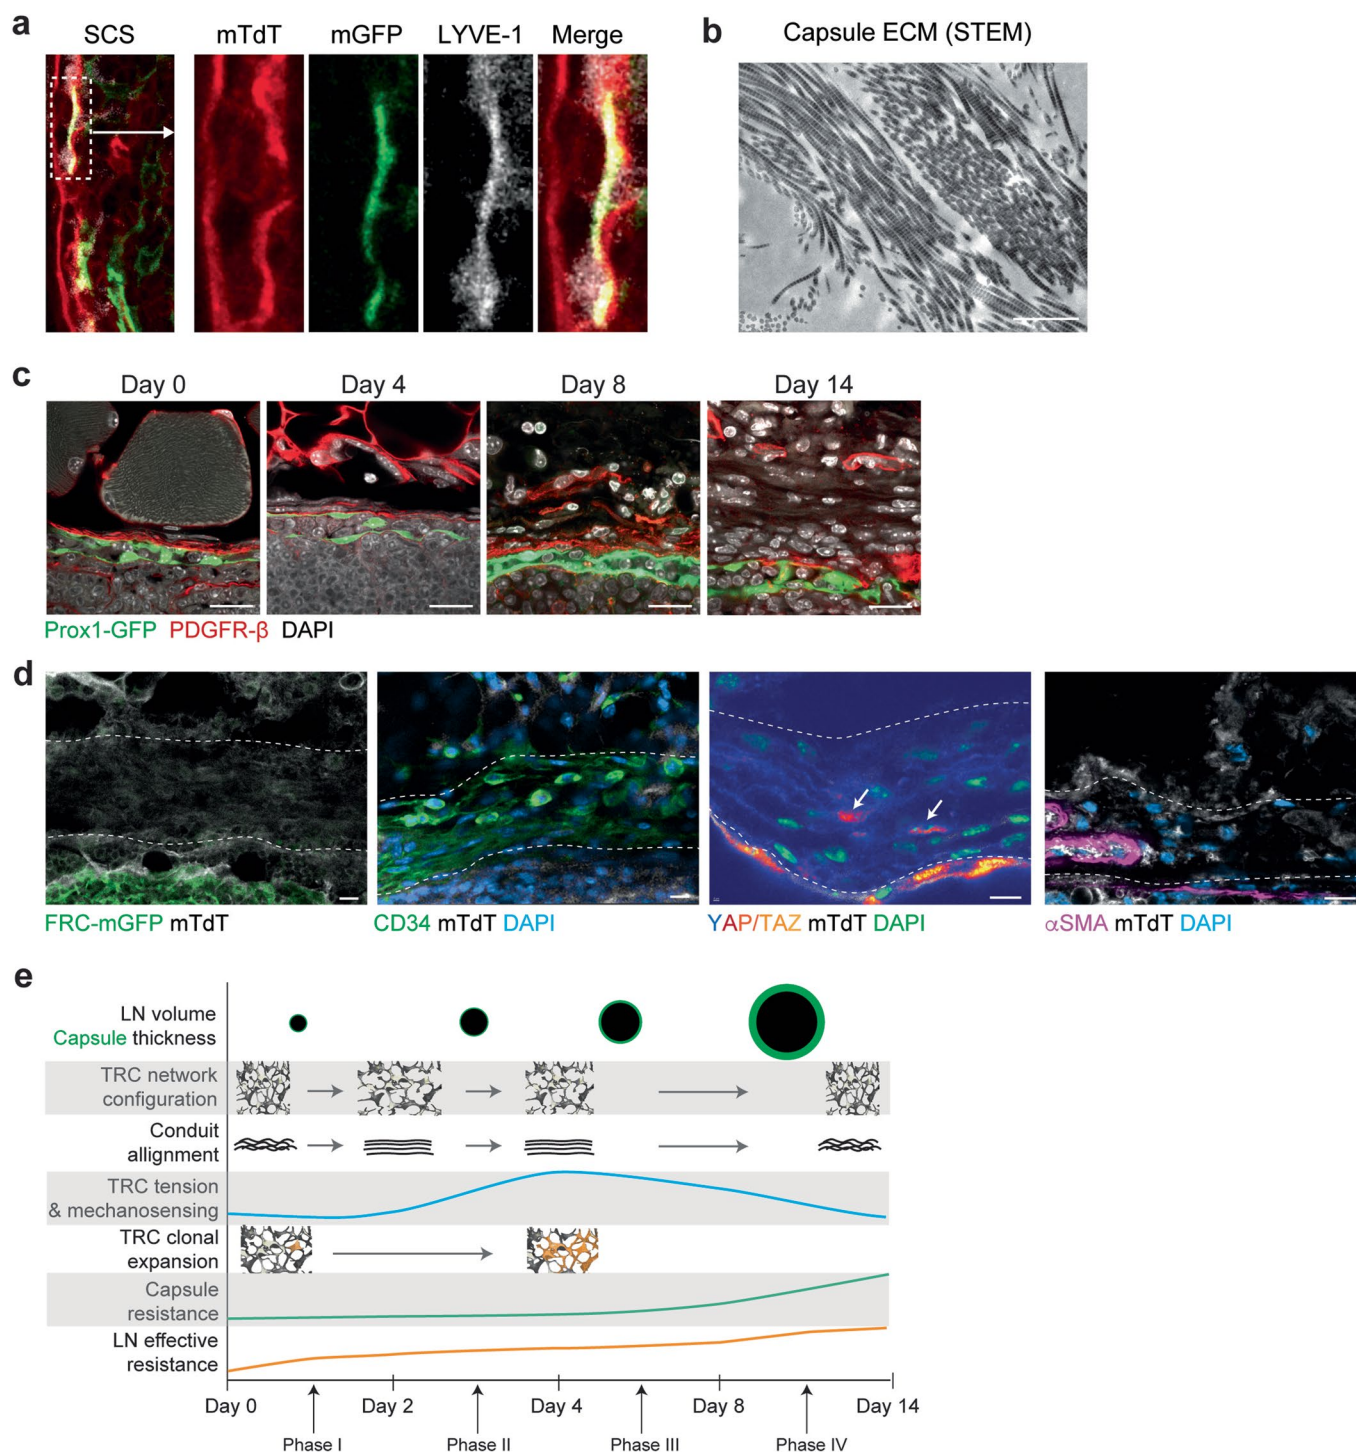 a
SCS
mTdT
mGFP
LYVE-1
Merge
b
Capsule ECM (STEM)
c
Day 0
Day 4
Day 8
Day 14
Prox1-GFP PDGFR-β DAPI
d
FRC-mGFP mTdT
CD34 mTdT DAPI
YAP/TAZ mTdT DAPI
αSMA mTdT DAPI
e
LN volume
Capsule thickness
TRC network
configuration
Conduit
allignment
TRC tension
& mechanosensing
TRC clonal
expansion
Capsule
resistance
LN effective
resistance
Day 0
Day 2
Day 4
Day 8
Day 14
Phase I
Phase II
Phase III
Phase IV